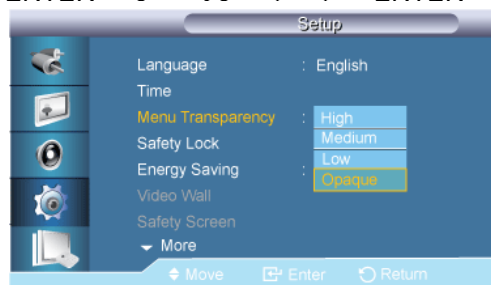 Setup
Language : English
Time
Menu Transparency : High
Medium
Safety Lock
Low
Energy Saving :
Opaque
Video Wall
Safety Screen
More
Move Enter Return